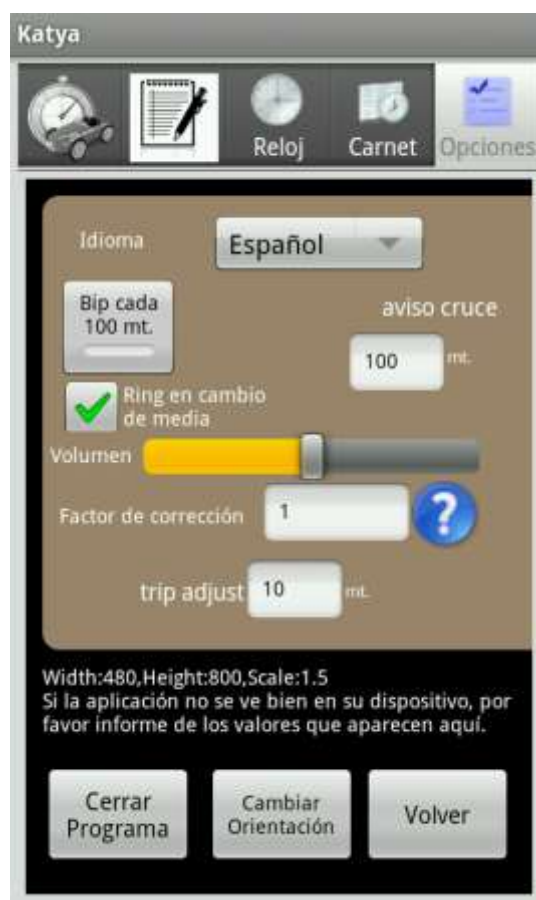 Katya
Reloj
Carnet
Opciones
Idioma
Español
Bip cada
100 mt.
aviso cruce
100
mt.
Ring en cambio
de media
Volumen
Factor de corrección
1
?
trip adjust
10
mt.
Width:480,Height:800,Scale:1.5
Si la aplicación no se ve bien en su dispositivo, por
favor informe de los valores que aparecen aquí.
Cerrar
Programa
Cambiar
Orientación
Volver